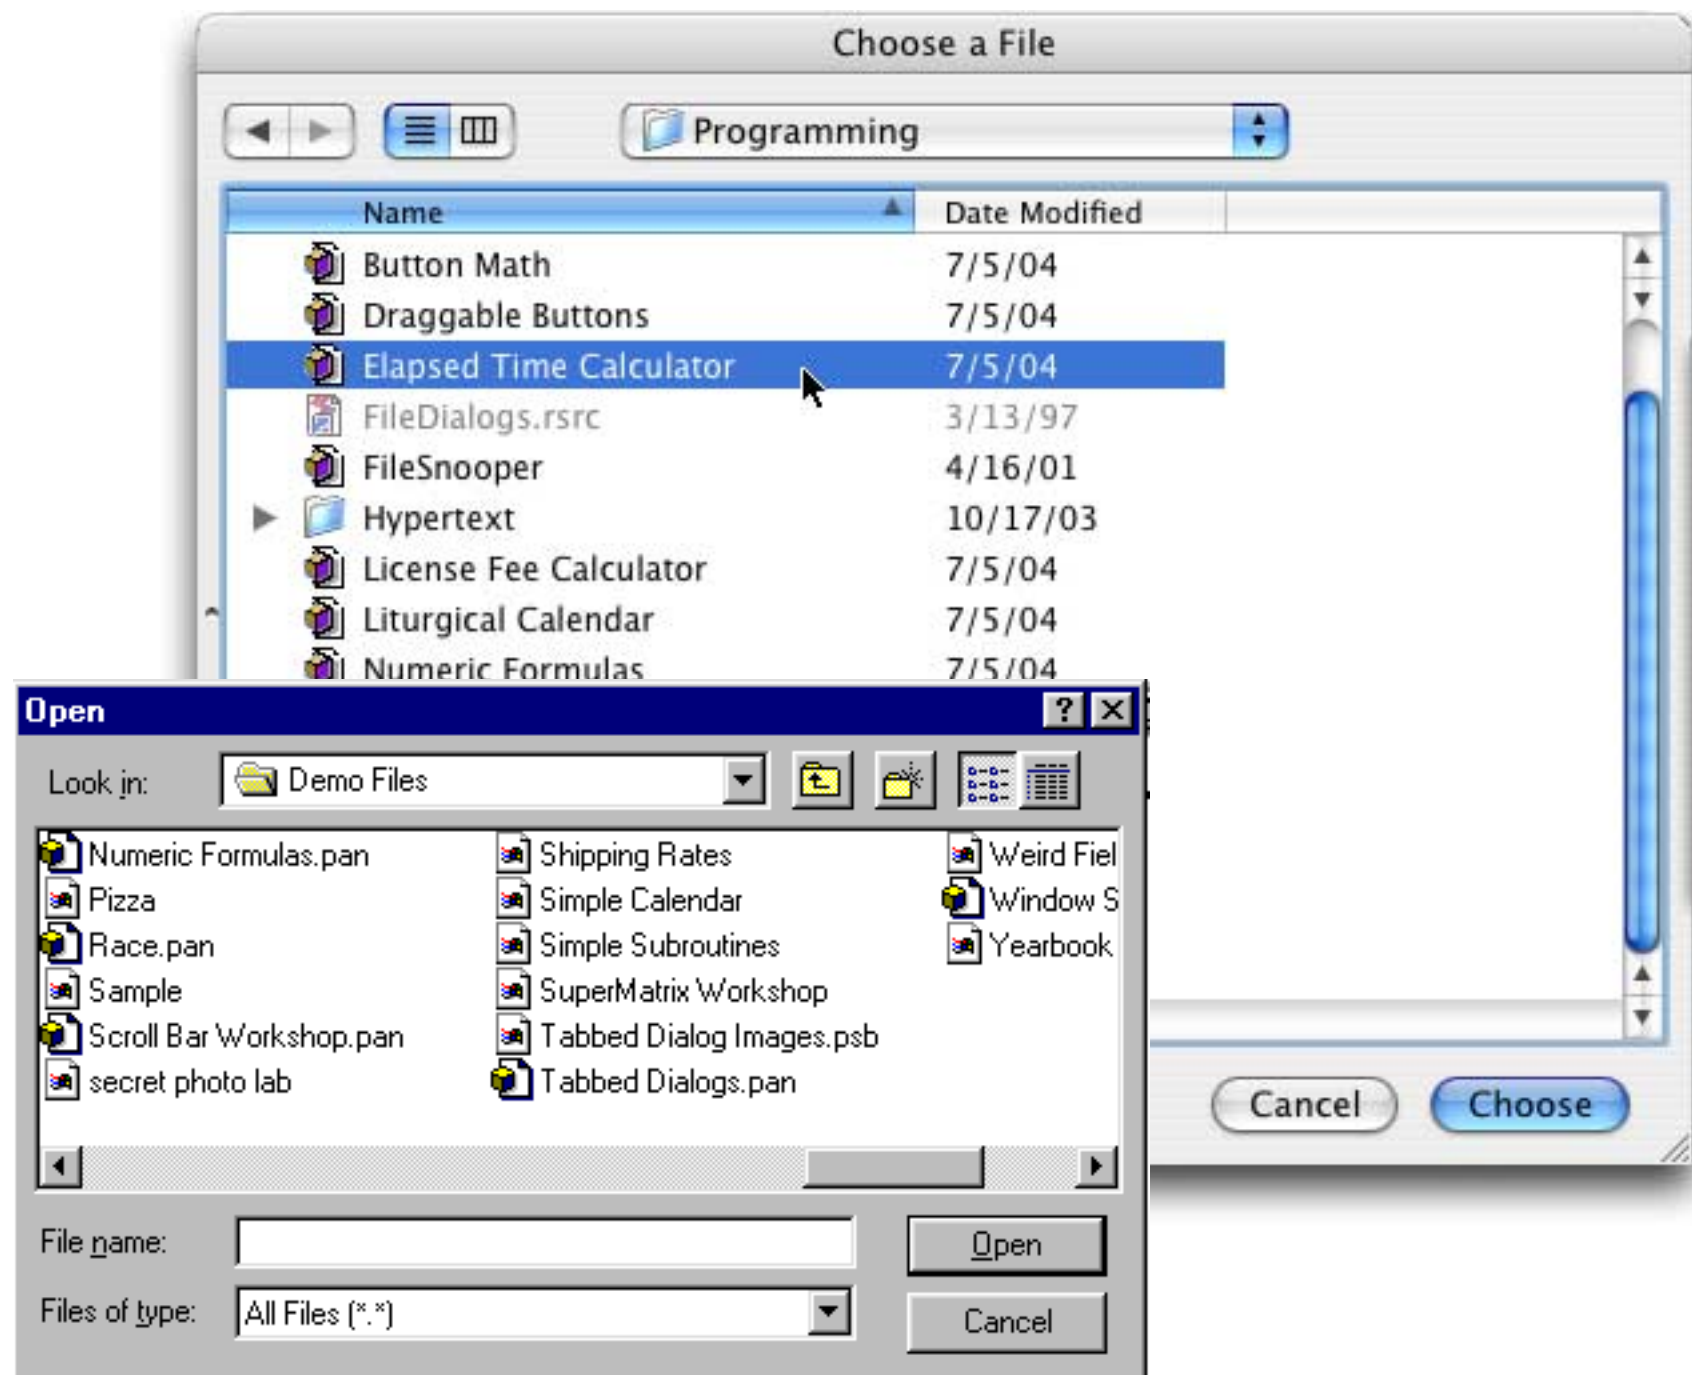 Choose a File
Programming
Name Date Modified
Button Math 7/5/04
Draggable Buttons 7/5/04
Elapsed Time Calculator 7/5/04
FileDialogs.rsrc 3/13/97
FileSnooper 4/16/01
Hypertext 10/17/03
License Fee Calculator 7/5/04
Liturgical Calendar 7/5/04
Numeric Formulas 7/5/04
Cancel Choose
Open
Look in: Demo Files
Numeric Formulas.pan
Pizza
Race.pan
Sample
Scroll Bar Workshop.pan
secret photo lab
Shipping Rates
Simple Calendar
Simple Subroutines
SuperMatrix Workshop
Tabbed Dialog Images.psb
Tabbed Dialogs.pan
Weird Fiel
Window S
Yearbook
File name: Open
Files of type: All Files (*.*) Cancel